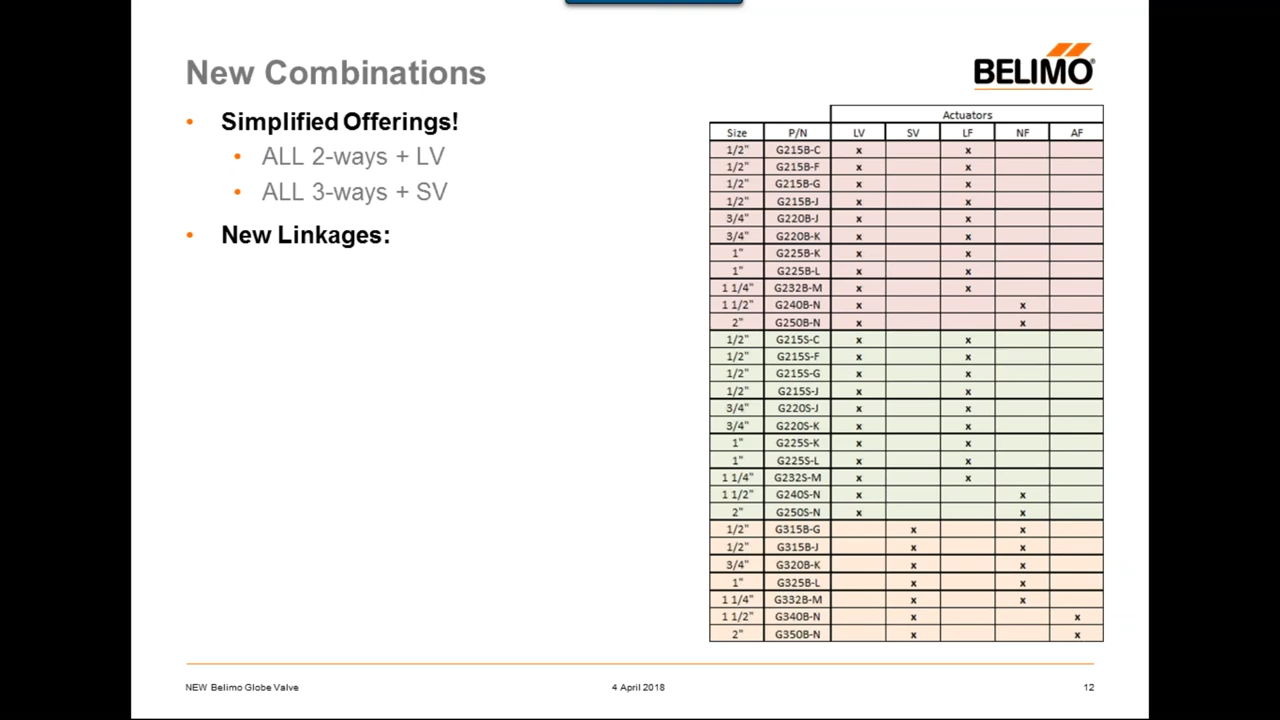 New Combinations
BELIMO®
• Simplified Offerings!
• ALL 2-ways + LV
• ALL 3-ways + SV
• New Linkages:
Actuators
Size P/N LV SV LF NF AF
1/2" G215B-C x x
1/2" G215B-F x x
1/2" G215B-G x x
1/2" G215B-J x x
3/4" G220B-J x x
3/4" G220B-K x x
1" G225B-K x x
1" G225B-L x x
1 1/4" G232B-M x x
1 1/2" G240B-N x x
2" G250B-N x x
1/2" G215S-C x x
1/2" G215S-F x x
1/2" G215S-G x x
1/2" G215S-J x x
3/4" G220S-J x x
3/4" G220S-K x x
1" G225S-K x x
1" G225S-L x x
1 1/4" G232S-M x x
1 1/2" G240S-N x x
2" G250S-N x x
1/2" G315B-G x x
1/2" G315B-J x x
3/4" G320B-K x x
1" G325B-L x x
1 1/4" G332B-M x x
1 1/2" G340B-N x x
2" G350B-N x x
NEW Belimo Globe Valve 4 April 2018 12